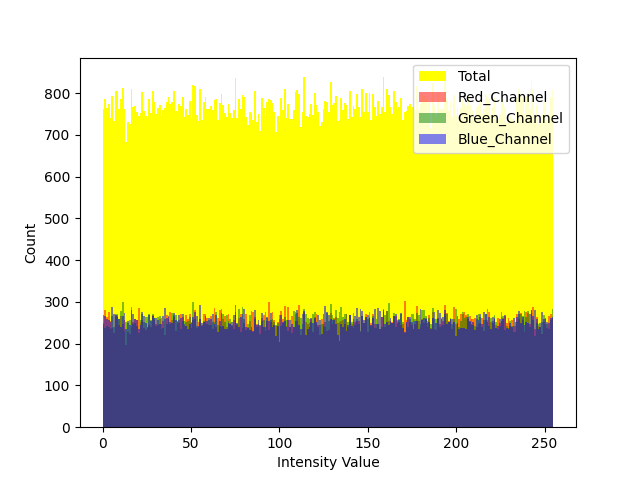 Total
Red_Channel
Green_Channel
Blue_Channel
800
700
600
500
400
300
200
100
0
Count
0 50 100 150 200 250
Intensity Value